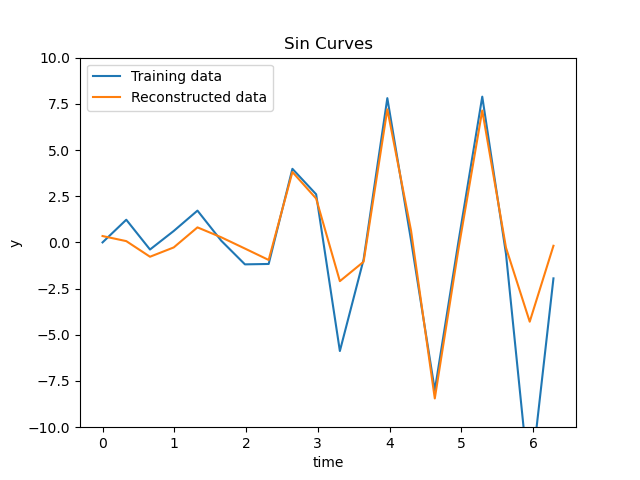 Sin Curves
Training data
Reconstructed data
y
10.0
7.5
5.0
2.5
0.0
−2.5
−5.0
−7.5
−10.0
0 1 2 3 4 5 6
time